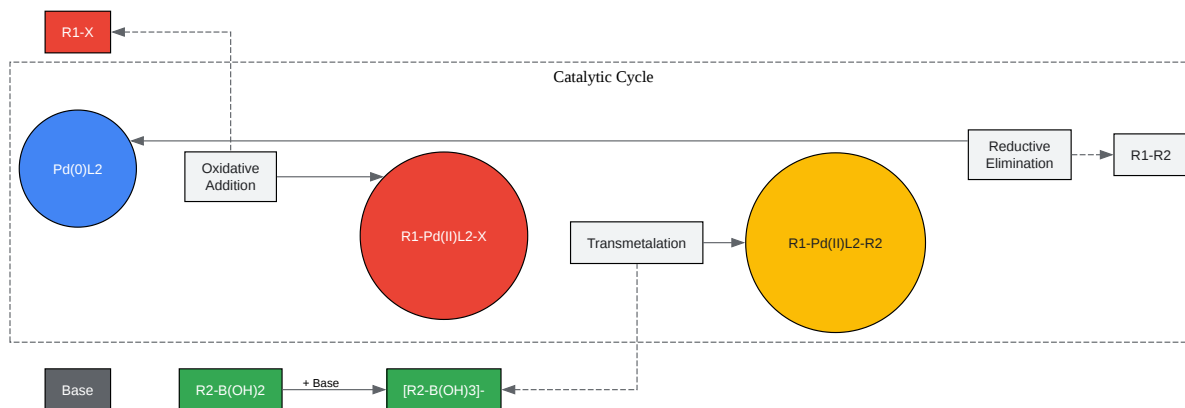 R1-X
Catalytic Cycle
Pd(0)L2
Oxidative
Addition
Reductive
Elimination
R1-R2
R1-Pd(II)L2-X
Transmetalation
R1-Pd(II)L2-R2
Base
R2-B(OH)2
+ Base
[R2-B(OH)3]-